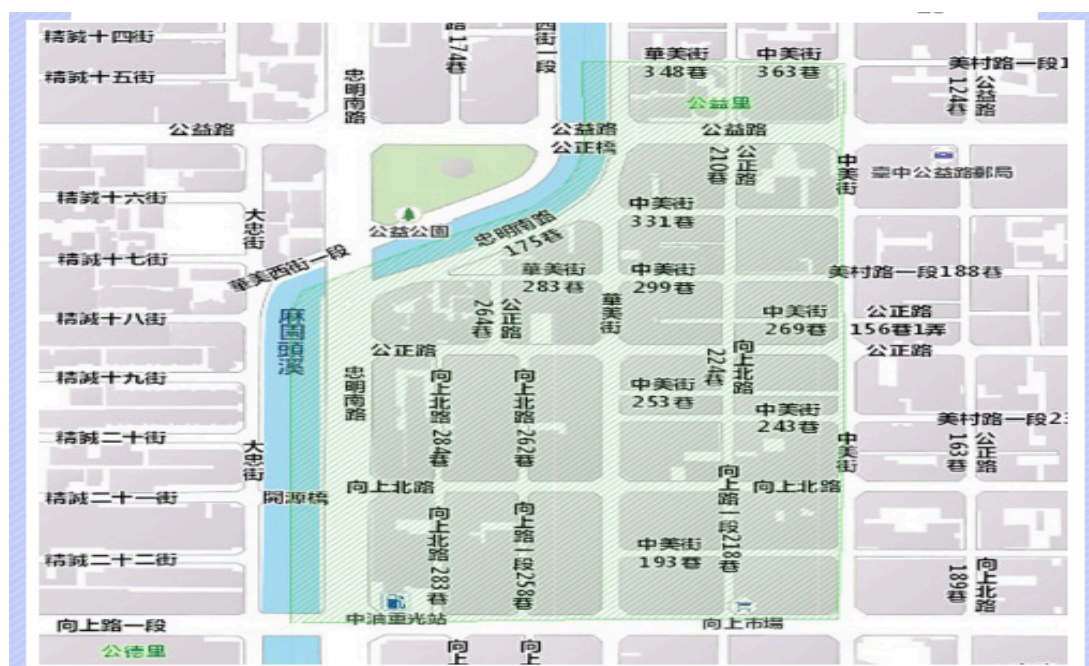 精誠十四街
精誠十五街
忠明南路
路174巷
四街一段
華美街
348巷
中美街
363巷
公益里
美村路一段1
公益路
124巷
公益路
公益路
公正橋
公益路
公正路
210巷
中美街
臺中公益路郵局
精誠十六街
大忠街
公益公園
忠明南路
175巷
中美街
331巷
精誠十七街
華美西街一段
華美街
283巷
中美街
299巷
美村路一段188巷
精誠十八街
麻園頭溪
公正路
264巷
華美街
中美街
269巷
公正路
156巷1弄
公正路
公正路
精誠十九街
忠明南路
向上北路284巷
向上北路262巷
中美街
253巷
向上北路
224巷
中美街
243巷
美村路一段23
精誠二十街
大忠街
中美街
公正路
163巷
精誠二十一街
開源橋
向上北路
向上路一段218巷
向上北路
精誠二十二街
向上北路283巷
向上路一段258巷
中美街
193巷
向上北路
189巷
向上路一段
中油重光站
向上市場
公德里
向上
向上